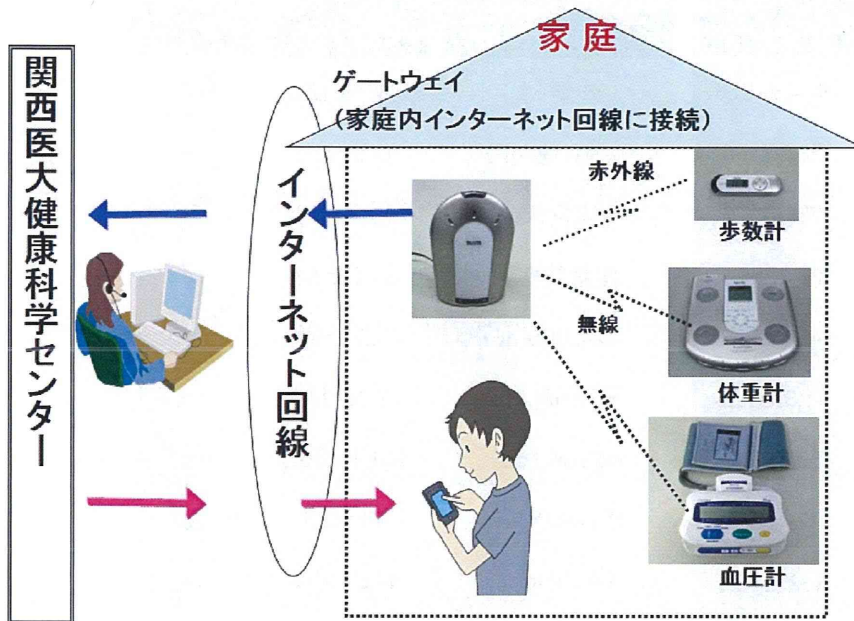 家庭
ゲートウェイ
（家庭内インターネット回線に接続）
関西医大健康科学センター
インターネット回線
赤外線
歩数計
無線
体重計
血圧計